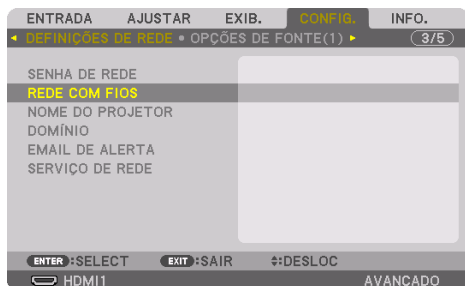 ENTRADA AJUSTAR EXIB. CONFIG. INFO.
DEFINIÇÕES DE REDE • OPÇÕES DE FONTE(1) 3/5
SENHA DE REDE
REDE COM FIOS
NOME DO PROJETOR
DOMÍNIO
EMAIL DE ALERTA
SERVIÇO DE REDE
ENTER :SELECT EXIT :SAIR :DESLOC
HDMI1 AVANCADO